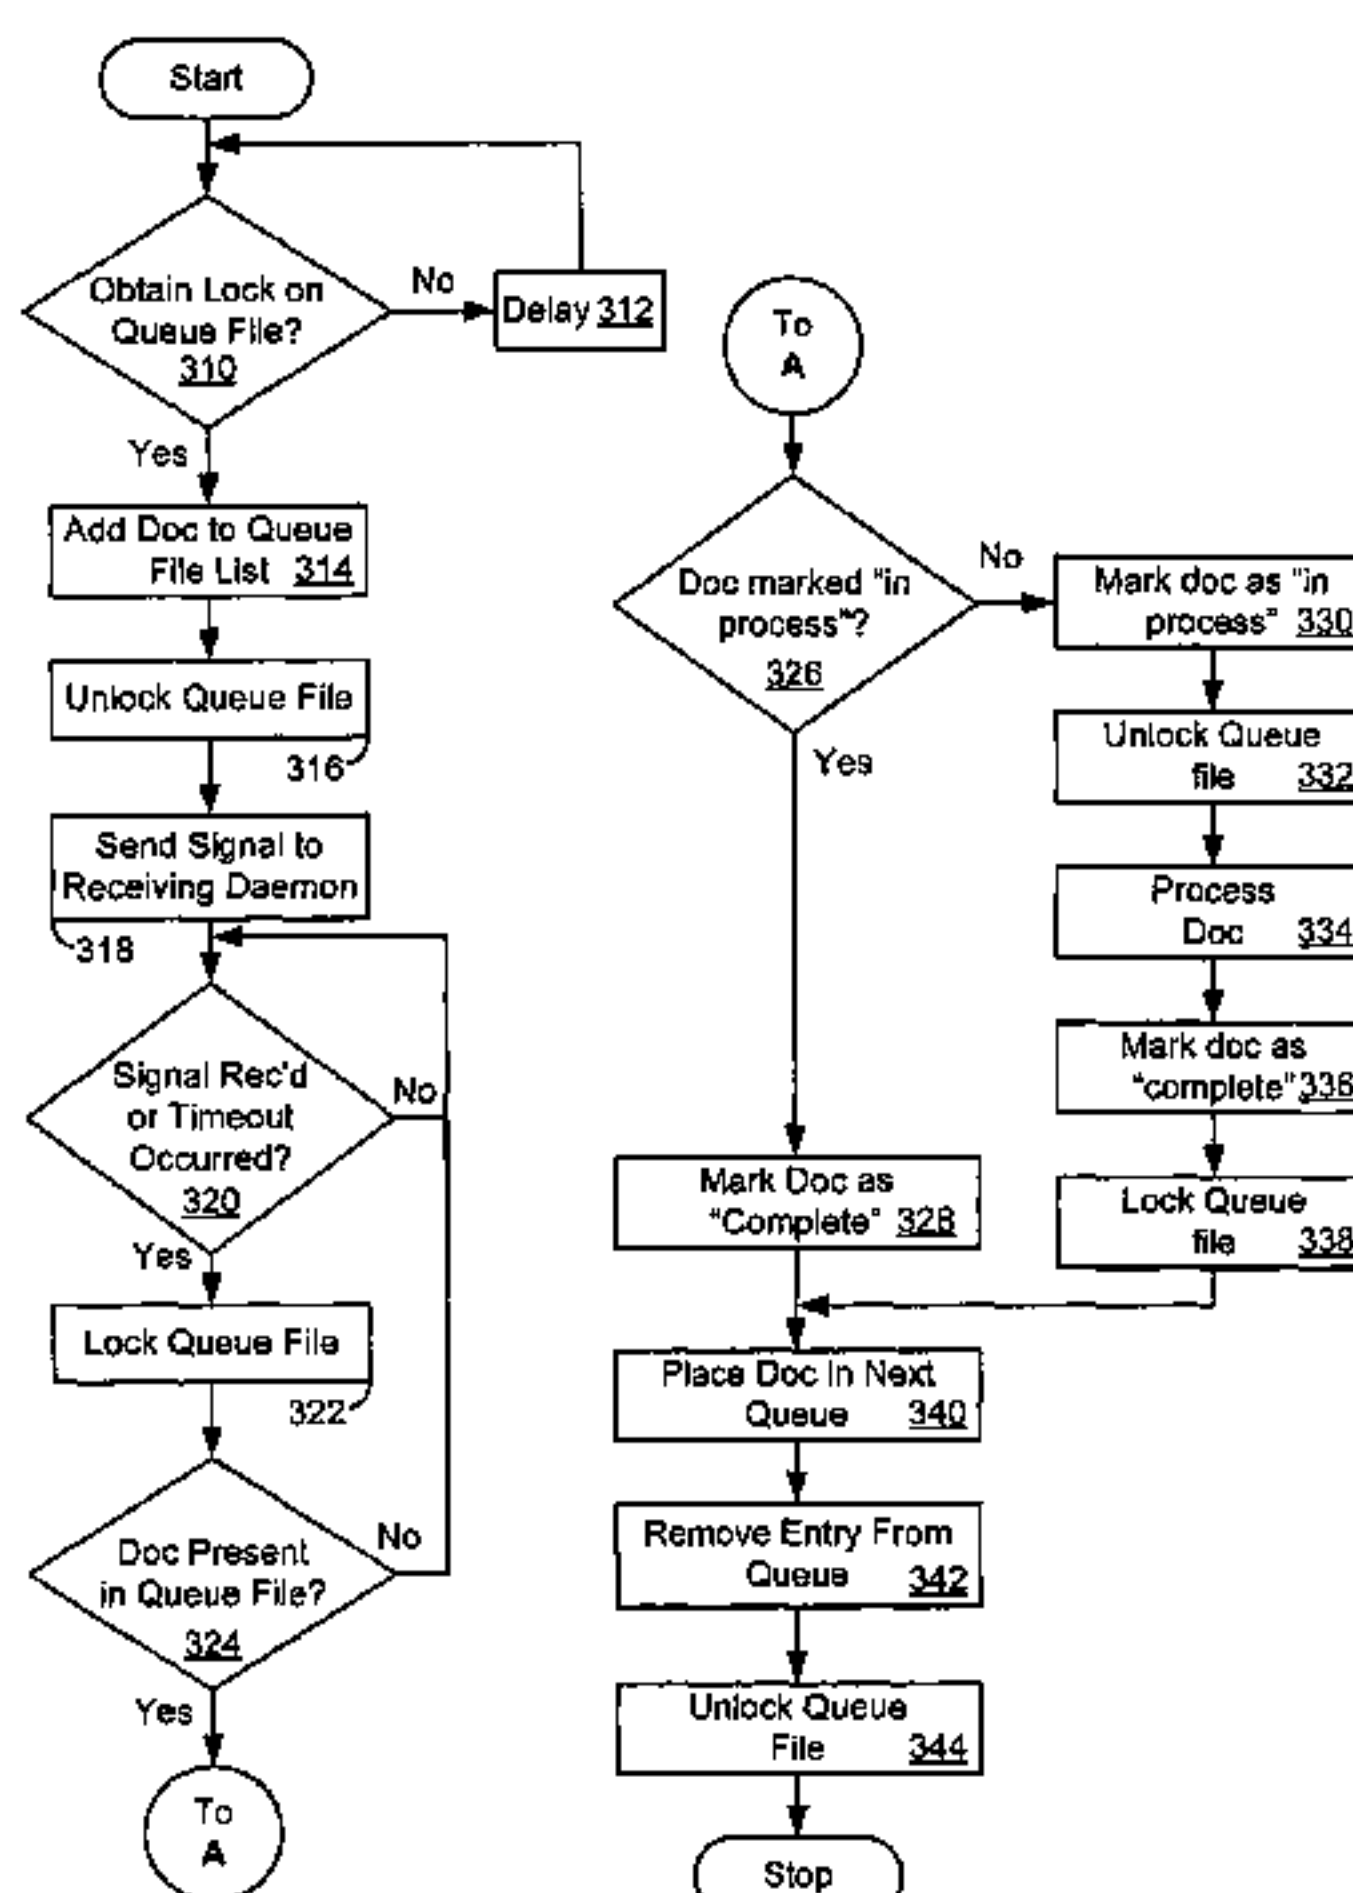 Start
Obtain Lock on
Queue File?
310
No
Delay 312
Yes
Add Doc to Queue
File List 314
Unlock Queue File
316
Send Signal to
Receiving Daemon
318
Signal Rec'd
or Timeout
Occurred?
320
No
Yes
Lock Queue File
322
Doc Present
in Queue File?
324
No
Yes
To
A
To
A
Doc marked "in
process"?
326
No
Yes
Mark doc as "in
process" 330
Unlock Queue
file 332
Process
Doc 334
Mark doc as
"complete" 336
Lock Queue
file 338
Mark Doc as
"Complete" 328
Place Doc in Next
Queue 340
Remove Entry From
Queue 342
Unlock Queue
File 344
Stop